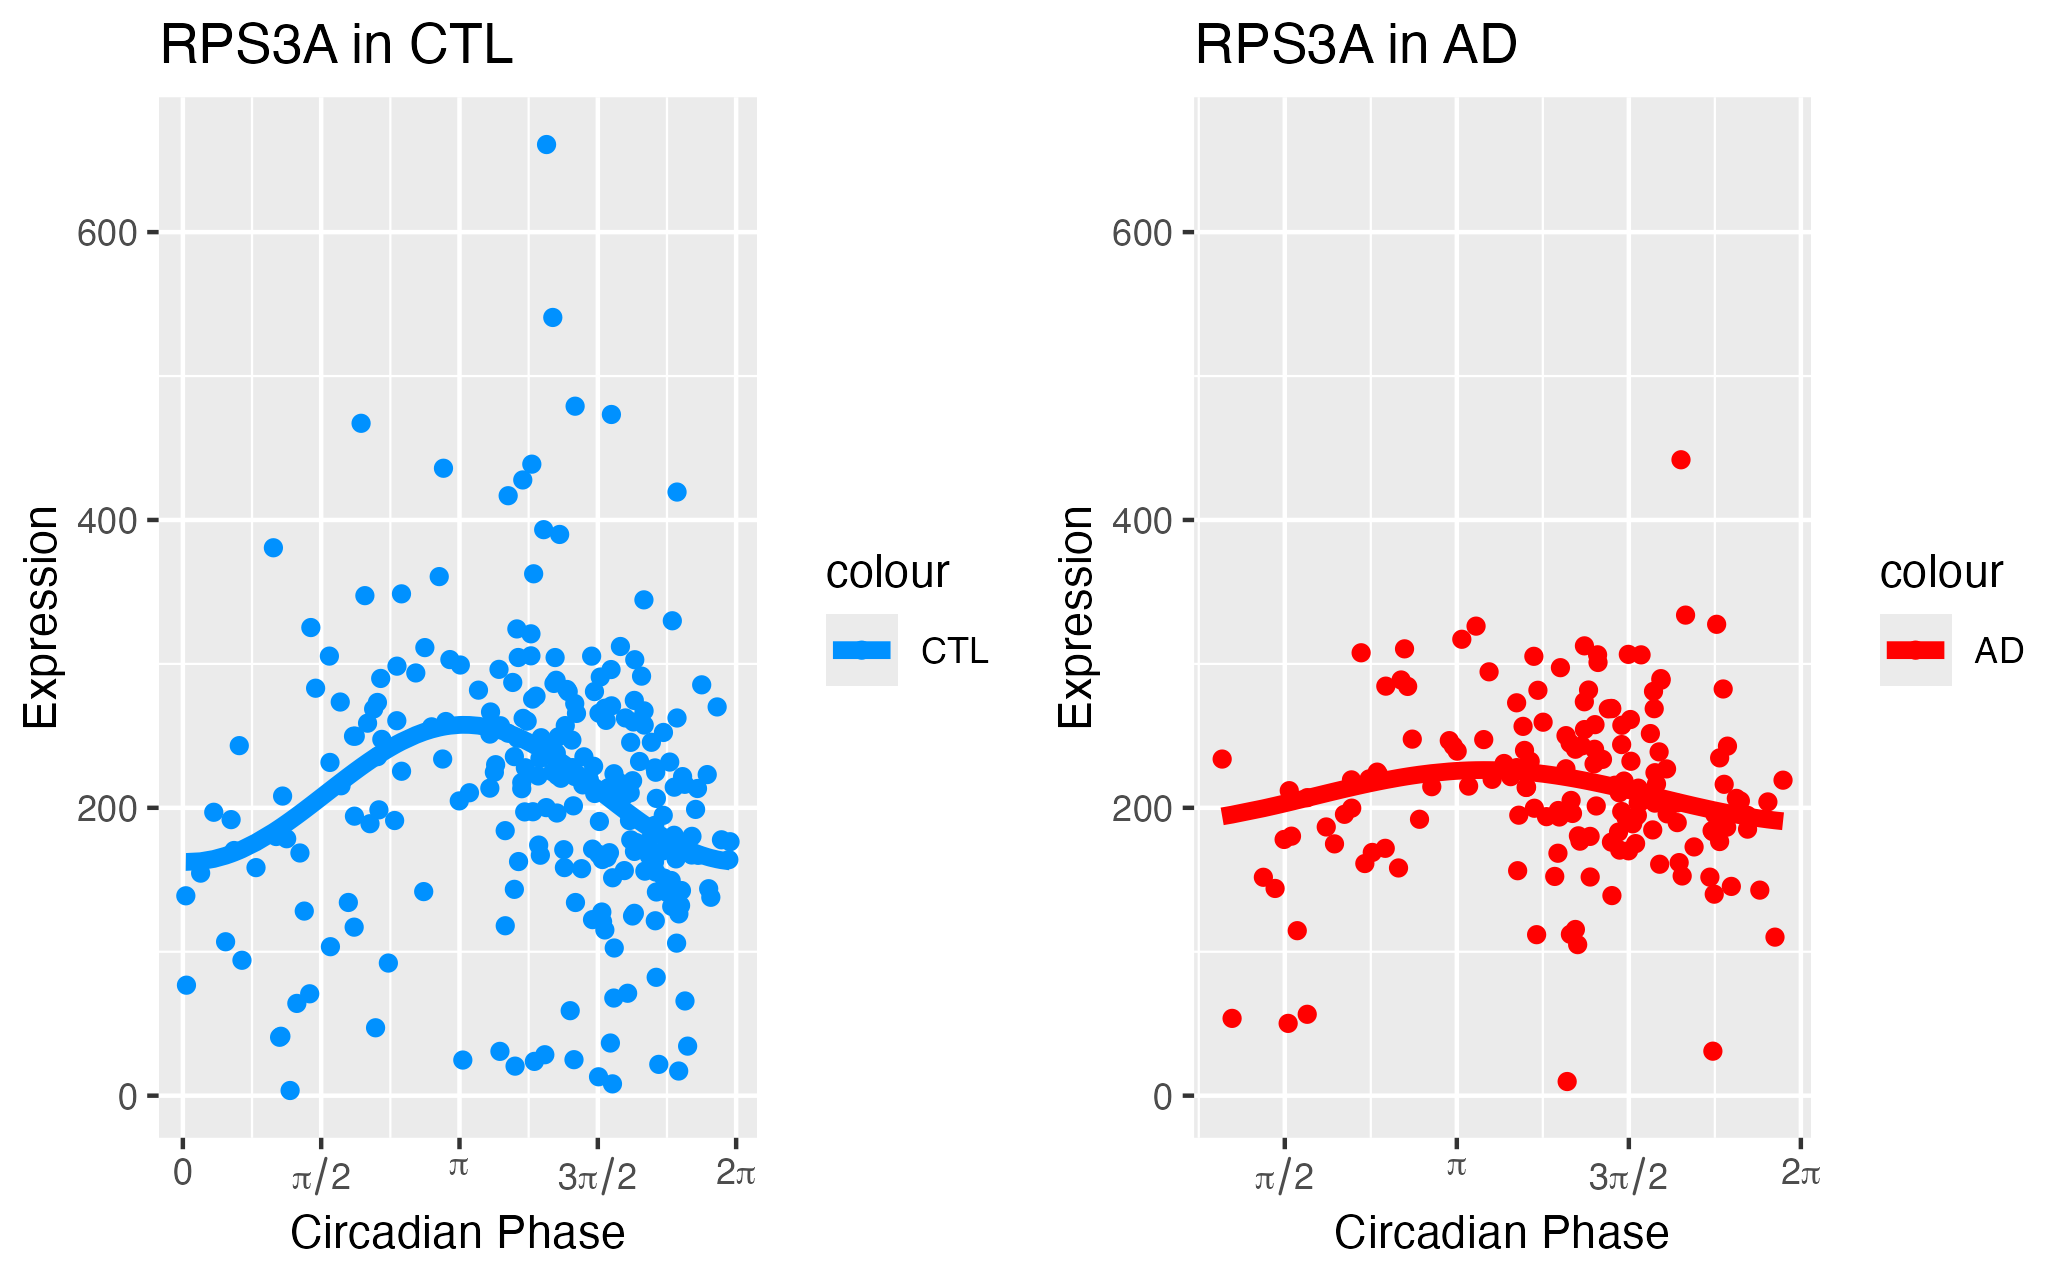 RPS3A in CTL
Expression
600
400
200
0
0 π/2 π 3π/2 2π
Circadian Phase
colour
CTL
RPS3A in AD
Expression
600
400
200
0
π/2 π 3π/2 2π
Circadian Phase
colour
AD